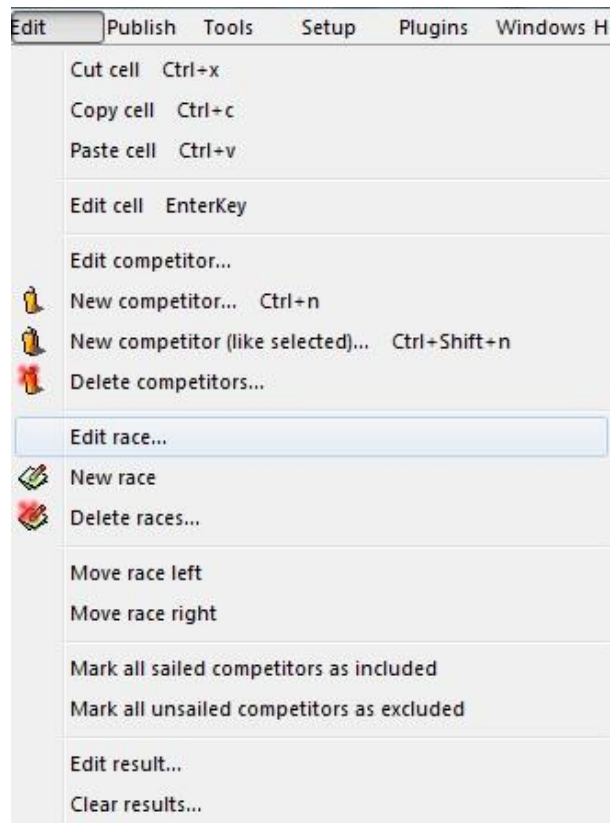 Edit Publish Tools Setup Plugins Windows H
Cut cell Ctrl+x
Copy cell Ctrl+c
Paste cell Ctrl+v
Edit cell EnterKey
Edit competitor...
New competitor... Ctrl+n
New competitor (like selected)... Ctrl+Shift+n
Delete competitors...
Edit race...
New race
Delete races...
Move race left
Move race right
Mark all sailed competitors as included
Mark all unsailed competitors as excluded
Edit result...
Clear results...